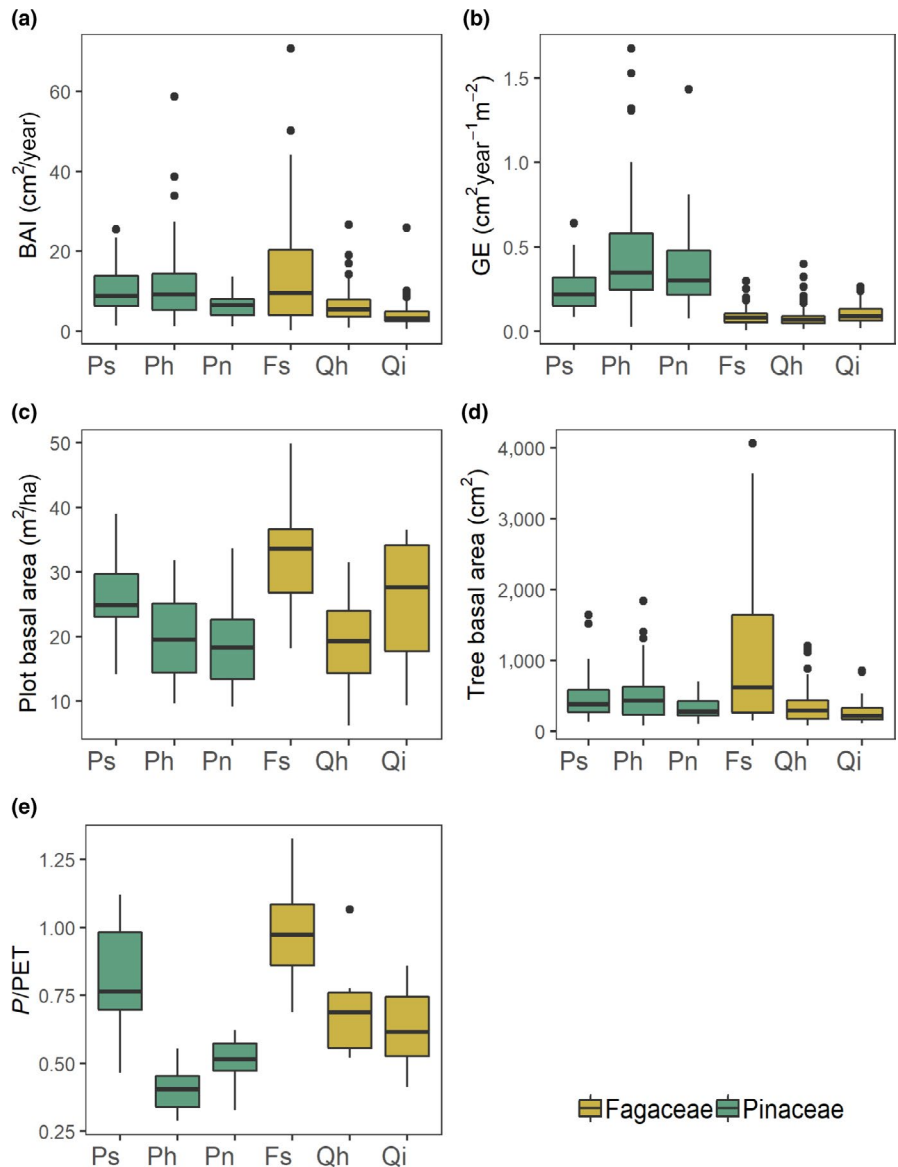 (a)
BAI (cm²/year)
60
40
20
0
Ps Ph Pn Fs Qh Qi
(b)
GE (cm² year⁻¹m⁻²)
1.5
1.0
0.5
0.0
Ps Ph Pn Fs Qh Qi
(c)
Plot basal area (m²/ha)
50
40
30
20
10
Ps Ph Pn Fs Qh Qi
(d)
Tree basal area (cm²)
4,000
3,000
2,000
1,000
0
Ps Ph Pn Fs Qh Qi
(e)
P/PET
1.25
1.00
0.75
0.50
0.25
Ps Ph Pn Fs Qh Qi
Fagaceae Pinaceae